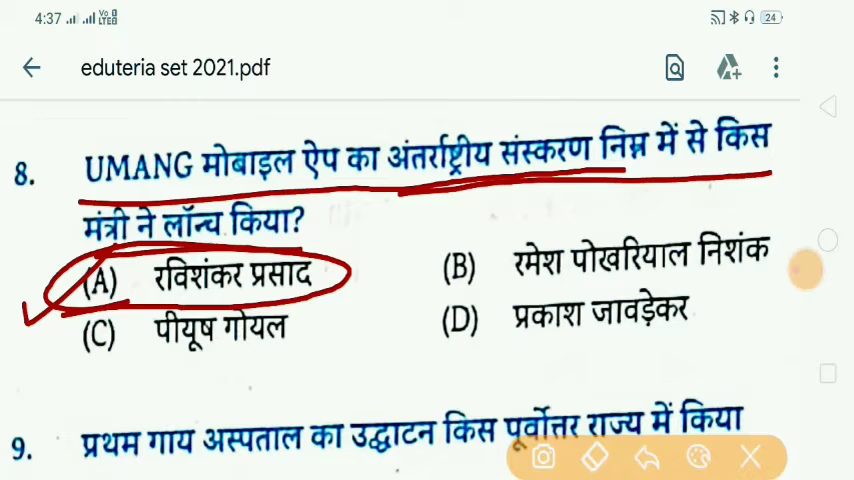 4:37
24
eduteria set 2021.pdf
8. UMANG मोबाइल ऐप का अंतर्राष्ट्रीय संस्करण निम्न में से किस
मंत्री ने लॉन्च किया?
(A) रविशंकर प्रसाद (B) रमेश पोखरियाल निशंक
(C) पीयूष गोयल (D) प्रकाश जावड़ेकर
9. प्रथम गाय अस्पताल का उद्घाटन किस पूर्वोत्तर राज्य में किया